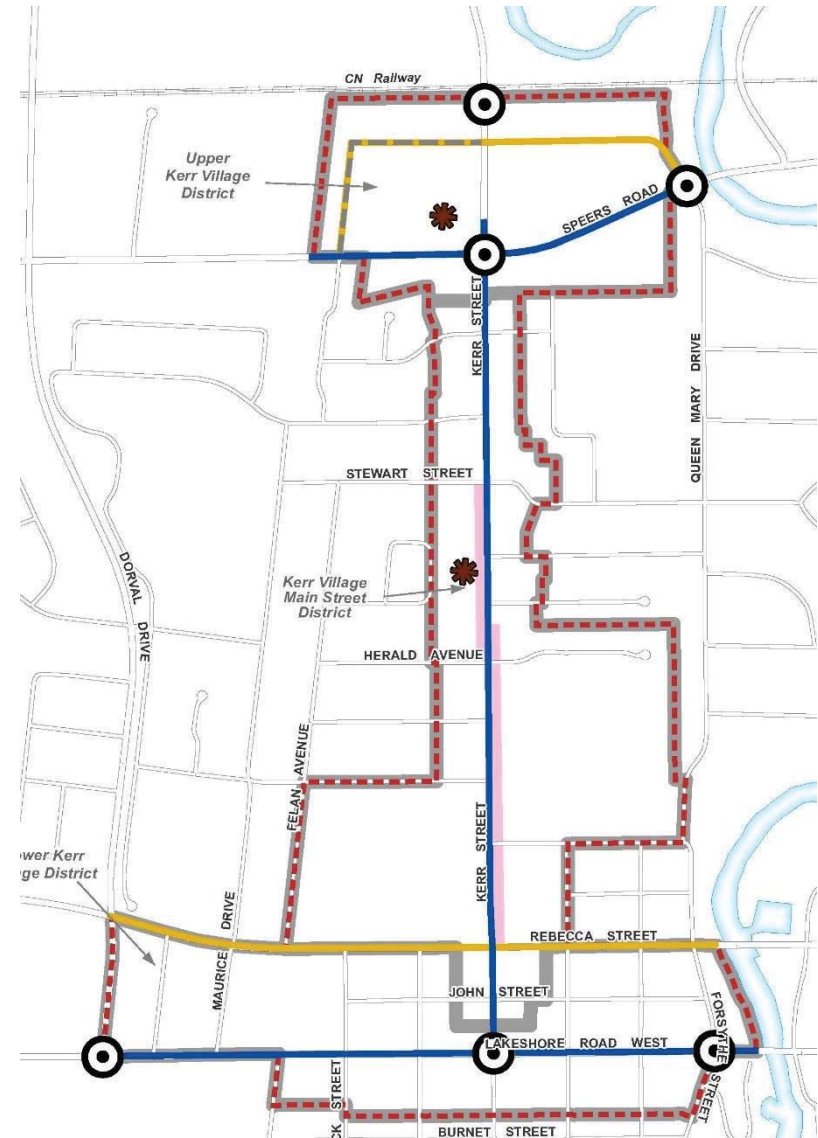 CN Railway
Upper
Kerr Village
District
SPEERS ROAD
KERR STREET
QUEEN MARY DRIVE
STEWART STREET
DORVAL DRIVE
Kerr Village
Main Street
District
HERALD AVENUE
FELAN AVENUE
KERR STREET
ower Kerr
ge District
MAURICE DRIVE
REBECCA STREET
JOHN STREET
FORSYTHE STREET
LAKESHORE ROAD WEST
CK STREET
BURNET STREET